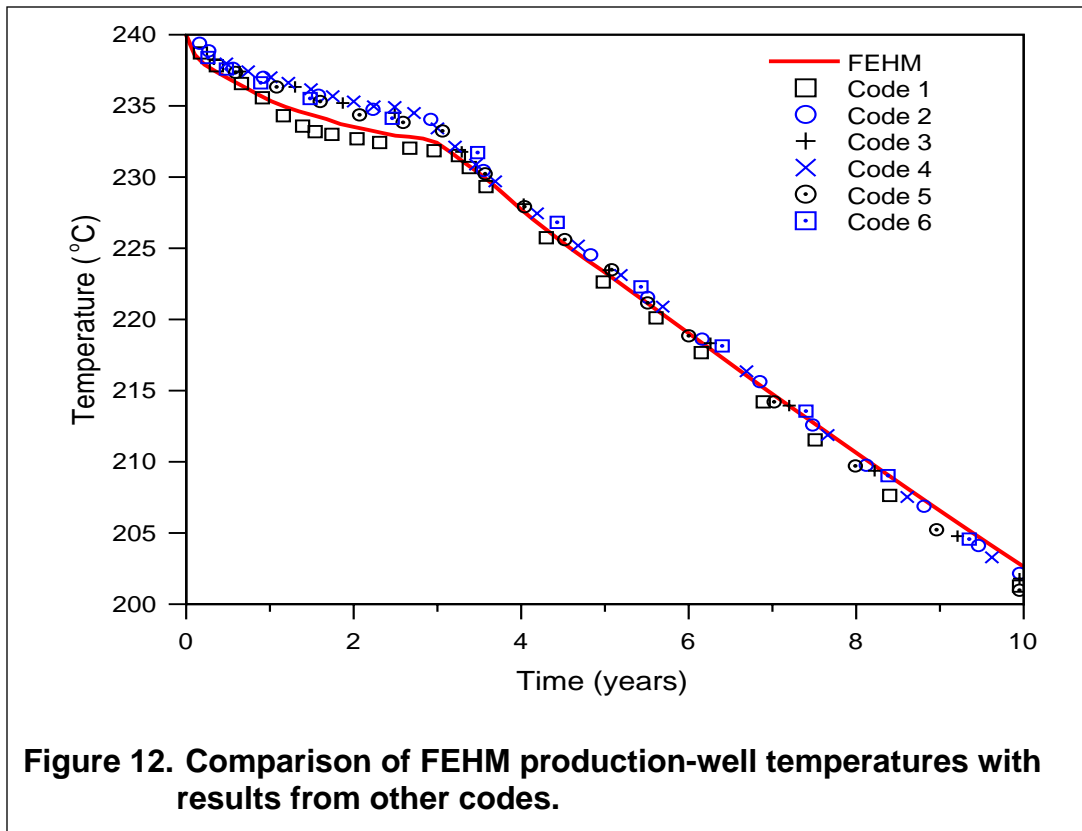 240
235
230
225
220
215
210
205
200
Temperature (°C)
FEHM
Code 1
Code 2
Code 3
Code 4
Code 5
Code 6
0
2
4
6
8
10
Time (years)
Figure 12. Comparison of FEHM production-well temperatures with
results from other codes.